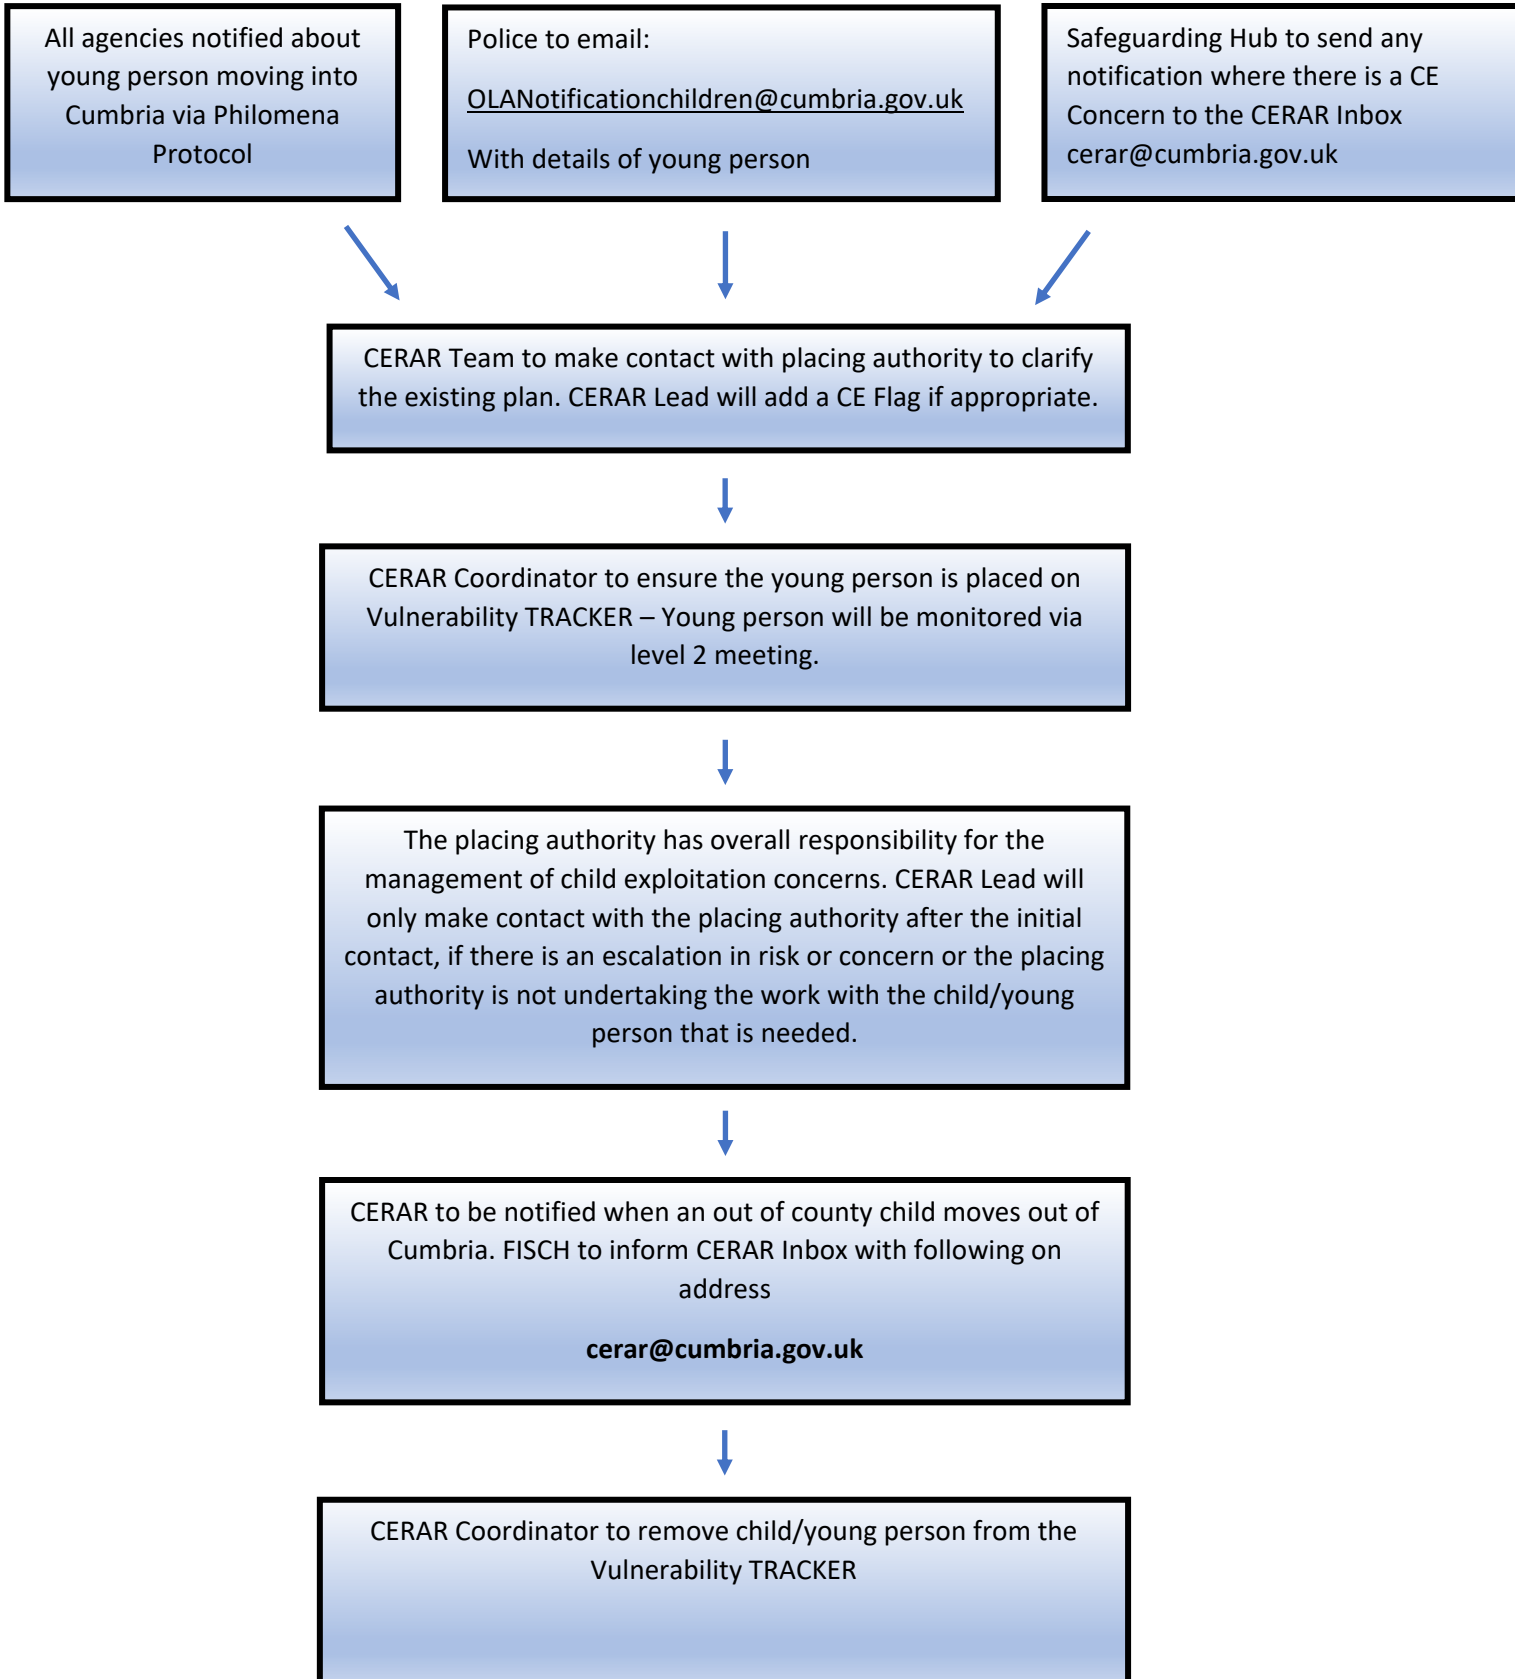 All agencies notified about
young person moving into
Cumbria via Philomena
Protocol
Police to email:
OLANotificationchildren@cumbria.gov.uk
With details of young person
Safeguarding Hub to send any
notification where there is a CE
Concern to the CERAR Inbox
cerar@cumbria.gov.uk
CERAR Team to make contact with placing authority to clarify
the existing plan. CERAR Lead will add a CE Flag if appropriate.
CERAR Coordinator to ensure the young person is placed on
Vulnerability TRACKER – Young person will be monitored via
level 2 meeting.
The placing authority has overall responsibility for the
management of child exploitation concerns. CERAR Lead will
only make contact with the placing authority after the initial
contact, if there is an escalation in risk or concern or the placing
authority is not undertaking the work with the child/young
person that is needed.
CERAR to be notified when an out of county child moves out of
Cumbria. FISCH to inform CERAR Inbox with following on
address
cerar@cumbria.gov.uk
CERAR Coordinator to remove child/young person from the
Vulnerability TRACKER